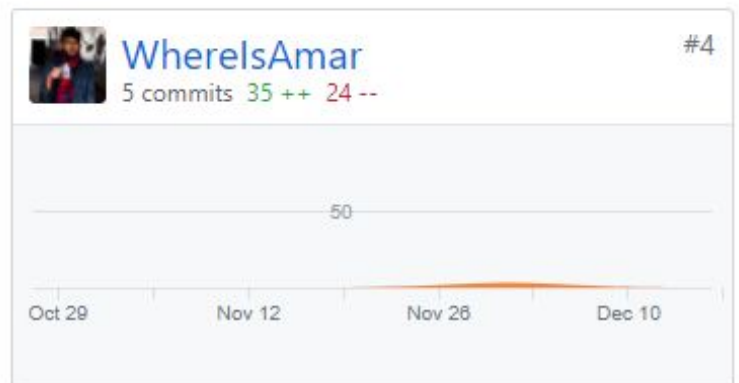 WhereIsAmar
#4
5 commits 35 ++ 24 --
50
Oct 29 Nov 12 Nov 26 Dec 10